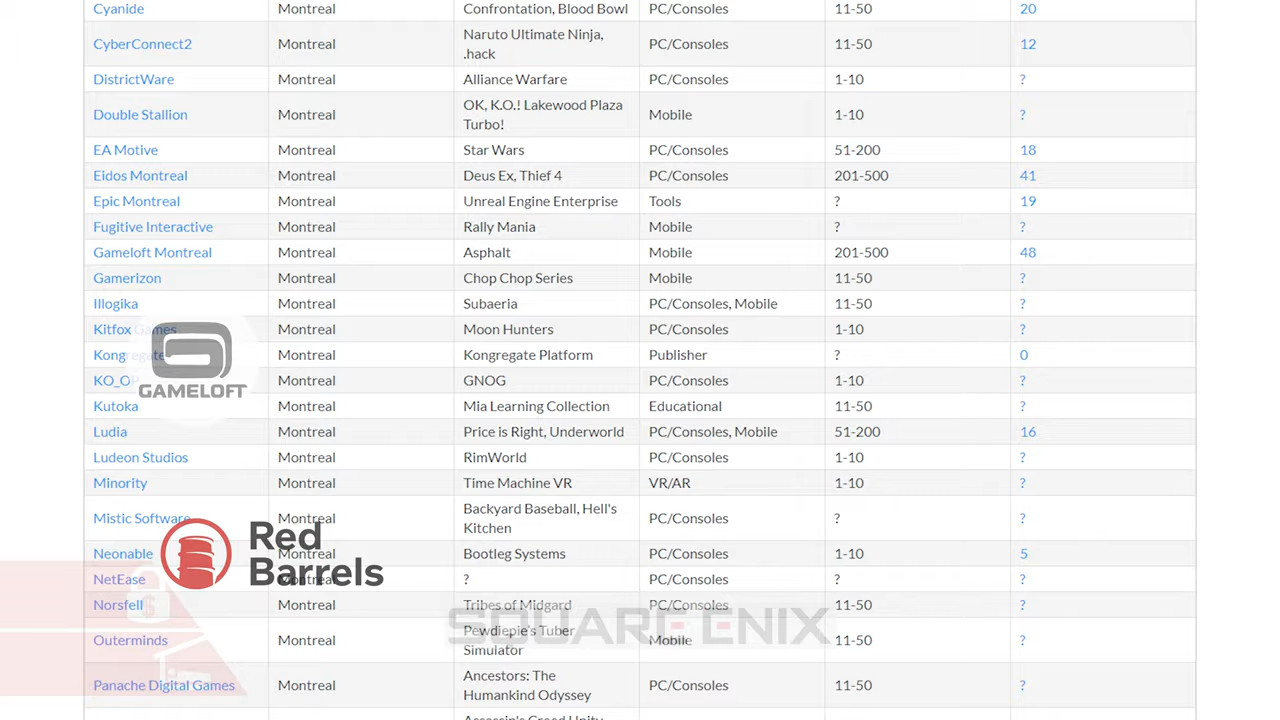 Cyanide Montreal Confrontation, Blood Bowl PC/Consoles 11-50 20
CyberConnect2 Montreal Naruto Ultimate Ninja, .hack PC/Consoles 11-50 12
DistrictWare Montreal Alliance Warfare PC/Consoles 1-10 ?
Double Stallion Montreal OK, K.O.! Lakewood Plaza Turbo! Mobile 1-10 ?
EA Motive Montreal Star Wars PC/Consoles 51-200 18
Eidos Montreal Montreal Deus Ex, Thief 4 PC/Consoles 201-500 41
Epic Montreal Montreal Unreal Engine Enterprise Tools ? 19
Fugitive Interactive Montreal Rally Mania Mobile ? ?
Gameloft Montreal Montreal Asphalt Mobile 201-500 48
Gamerizon Montreal Chop Chop Series Mobile 11-50 ?
Illogika Montreal Subaeria PC/Consoles, Mobile 11-50 ?
Kitfox Games Montreal Moon Hunters PC/Consoles 1-10 ?
Kongregate Montreal Kongregate Platform Publisher ? 0
KO_OP Montreal GNOG PC/Consoles 1-10 ?
GAMELOFT
Kutoka Montreal Mia Learning Collection Educational 11-50 ?
Ludia Montreal Price is Right, Underworld PC/Consoles, Mobile 51-200 16
Ludeon Studios Montreal RimWorld PC/Consoles 1-10 ?
Minority Montreal Time Machine VR VR/AR 1-10 ?
Mistic Software Montreal Backyard Baseball, Hell's Kitchen PC/Consoles ? ?
Red
Barrels
Neonable Montreal Bootleg Systems PC/Consoles 1-10 5
NetEase Montreal ? PC/Consoles ? ?
Norsfell Montreal Tribes of Midgard PC/Consoles 11-50 ?
SQUARE ENIX
Outerminds Montreal Pewdiepie's Tuber Simulator Mobile 11-50 ?
Panache Digital Games Montreal Ancestors: The Humankind Odyssey PC/Consoles 11-50 ?
Assassin's Creed Unity,